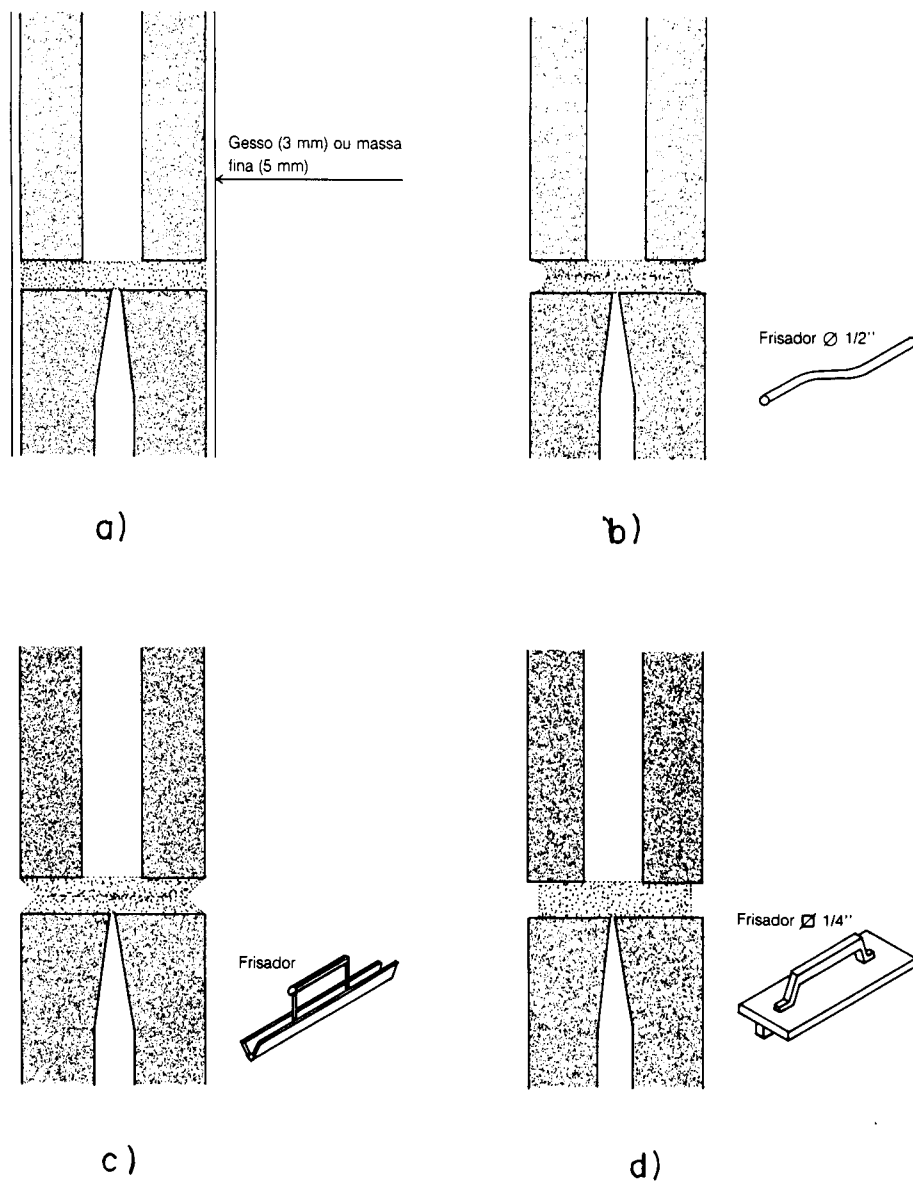 Gesso (3 mm) ou massa
fina (5 mm)
Frisador ∅ 1/2''
a)
b)
Frisador
Frisador ⌀ 1/4''
c)
d)